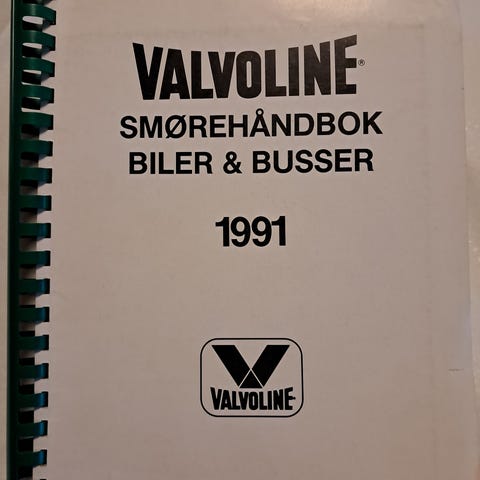 VALVOLINE®
SMØREHÅNDBOK
BILER & BUSSER
1991
VALVOLINE